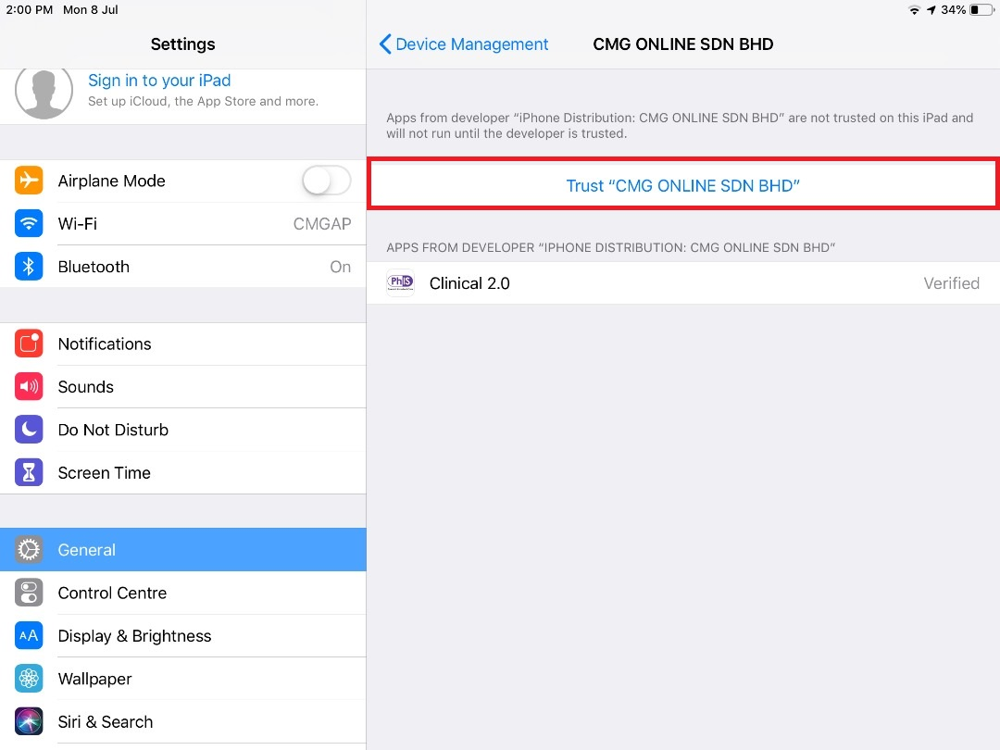 2:00 PM Mon 8 Jul
34%
Settings
Sign in to your iPad
Set up iCloud, the App Store and more.
Airplane Mode
Wi-Fi CMGAP
Bluetooth On
Notifications
Sounds
Do Not Disturb
Screen Time
General
Control Centre
AA Display & Brightness
Wallpaper
Siri & Search
Device Management CMG ONLINE SDN BHD
Apps from developer “iPhone Distribution: CMG ONLINE SDN BHD” are not trusted on this iPad and
will not run until the developer is trusted.
Trust “CMG ONLINE SDN BHD”
APPS FROM DEVELOPER “IPHONE DISTRIBUTION: CMG ONLINE SDN BHD”
PhIS Clinical 2.0 Verified